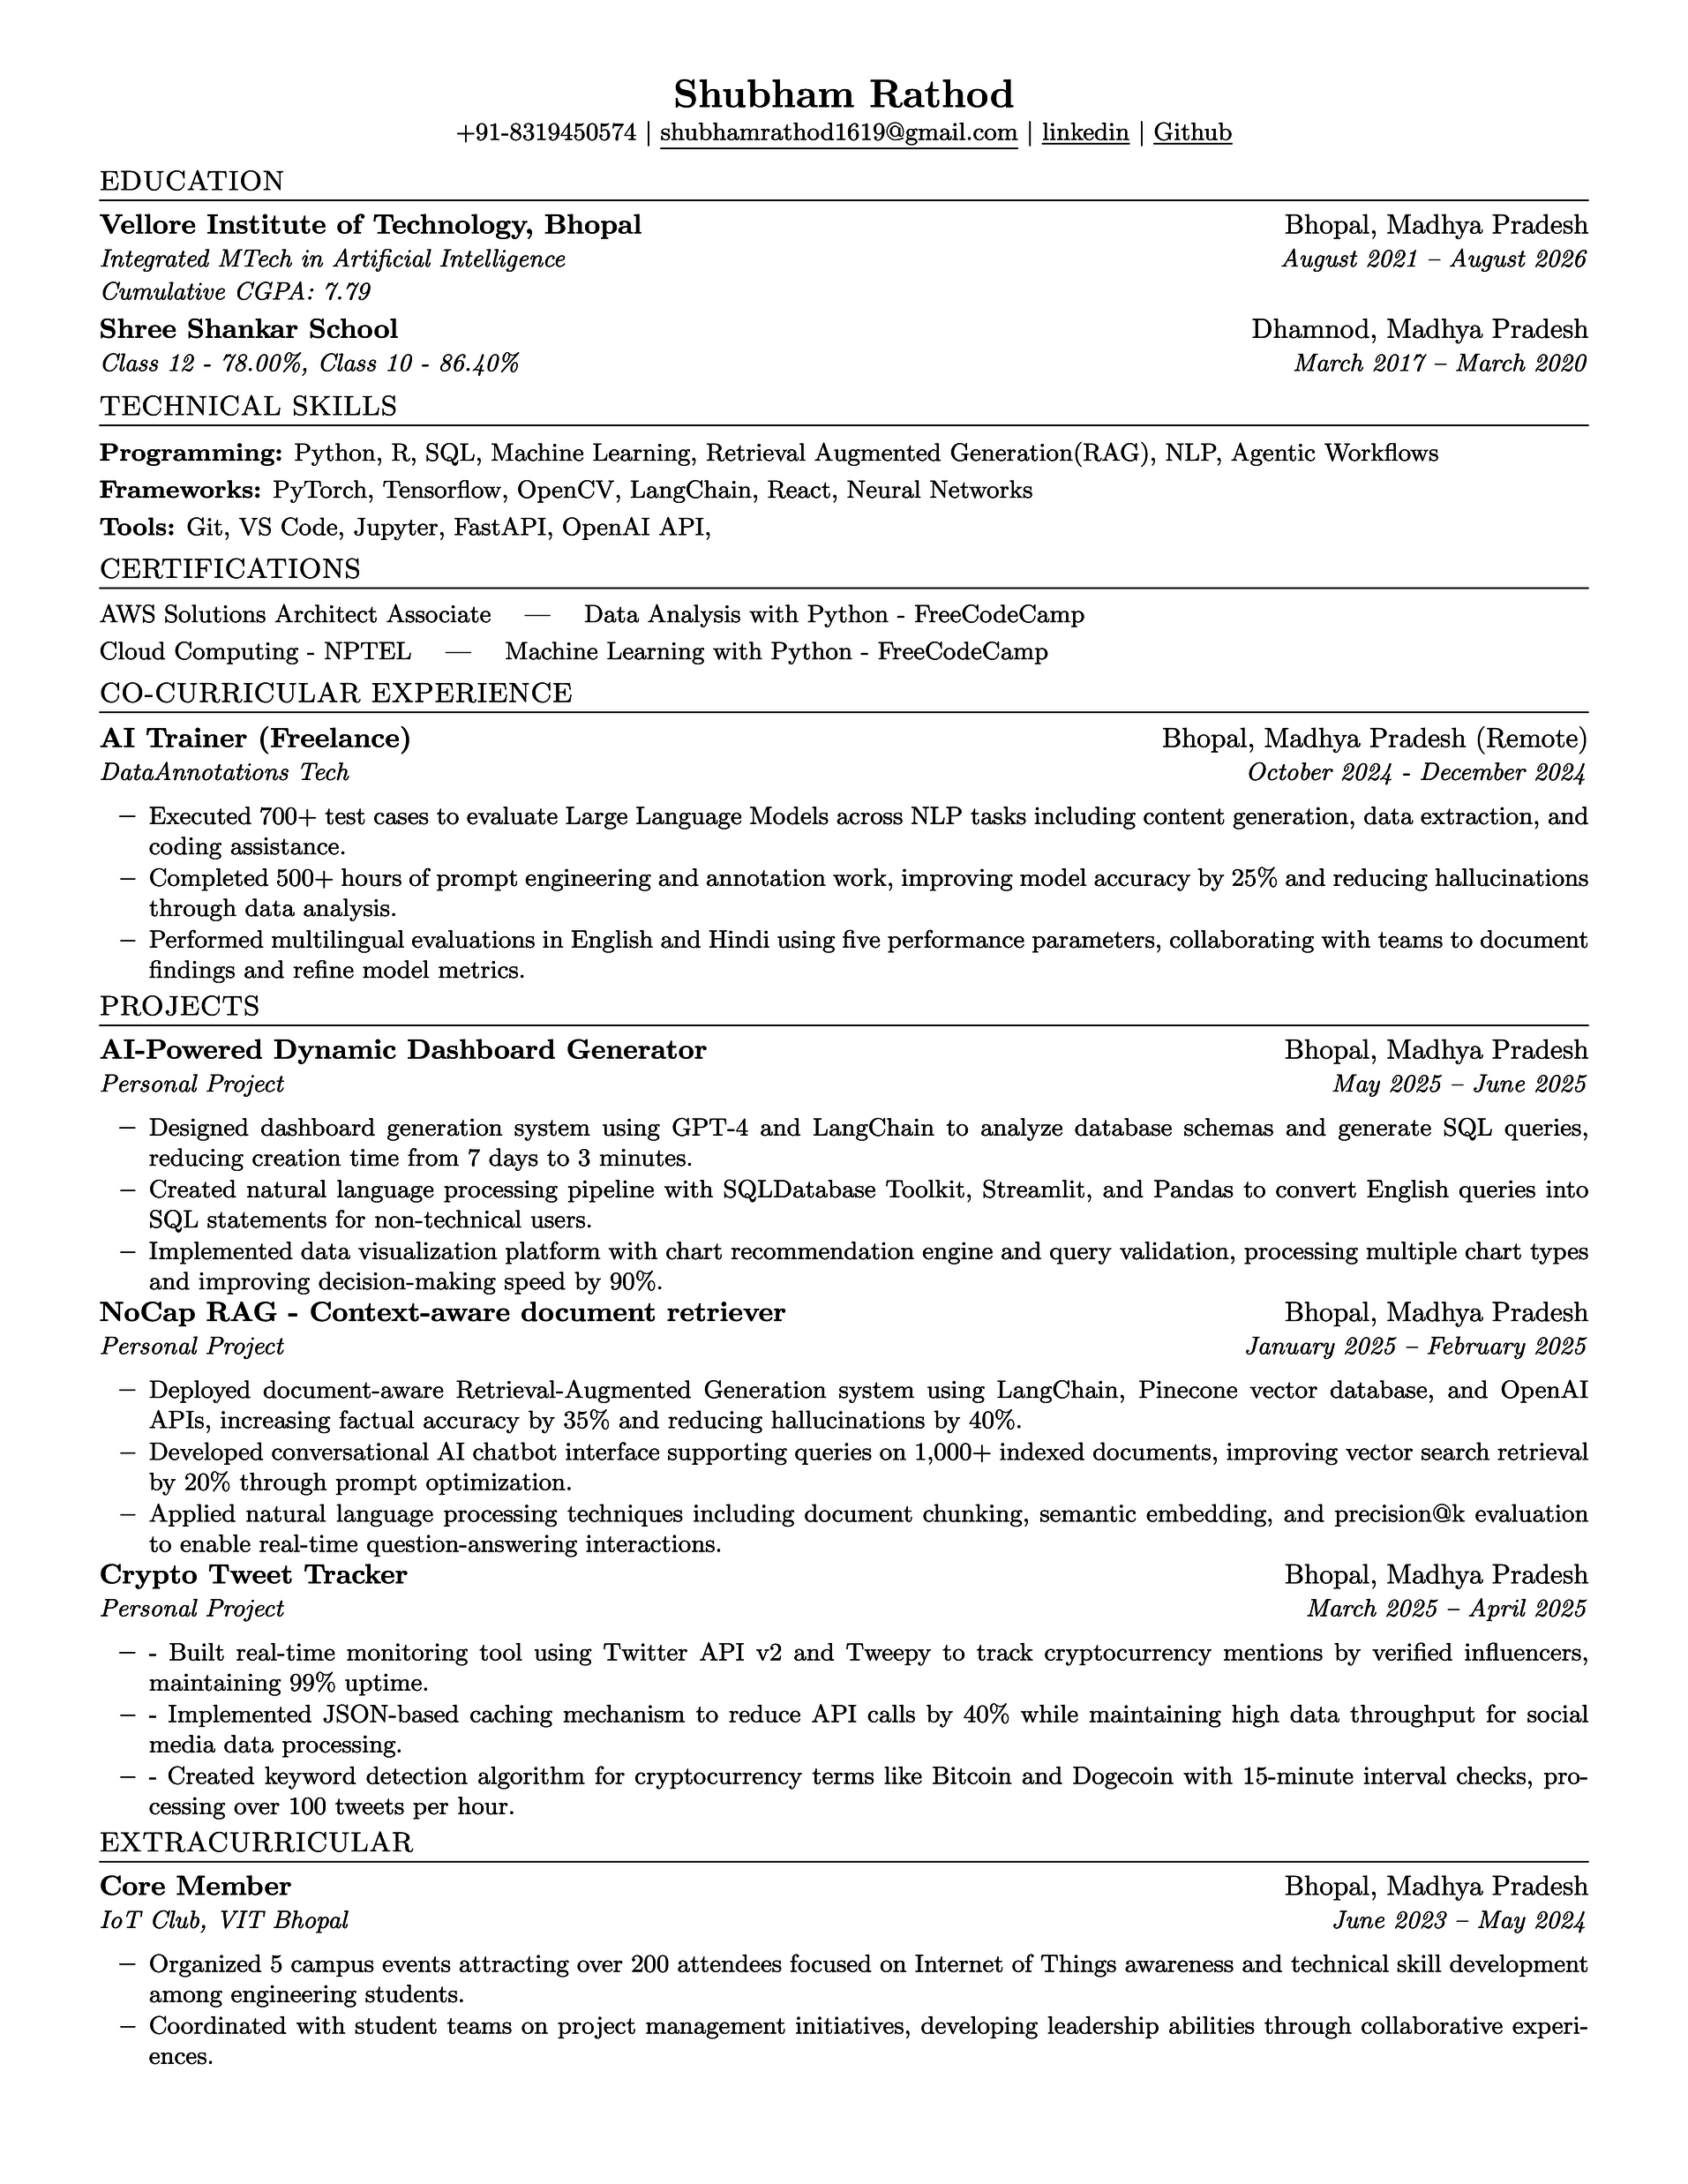 Shubham Rathod
+91-8319450574 | shubhamrathod1619@gmail.com | linkedin | Github
EDUCATION
Vellore Institute of Technology, Bhopal Bhopal, Madhya Pradesh
Integrated MTech in Artificial Intelligence August 2021 – August 2026
Cumulative CGPA: 7.79
Shree Shankar School Dhamnod, Madhya Pradesh
Class 12 - 78.00%, Class 10 - 86.40% March 2017 – March 2020
TECHNICAL SKILLS
Programming: Python, R, SQL, Machine Learning, Retrieval Augmented Generation(RAG), NLP, Agentic Workflows
Frameworks: PyTorch, Tensorflow, OpenCV, LangChain, React, Neural Networks
Tools: Git, VS Code, Jupyter, FastAPI, OpenAI API,
CERTIFICATIONS
AWS Solutions Architect Associate — Data Analysis with Python - FreeCodeCamp
Cloud Computing - NPTEL — Machine Learning with Python - FreeCodeCamp
CO-CURRICULAR EXPERIENCE
AI Trainer (Freelance) Bhopal, Madhya Pradesh (Remote)
DataAnnotations Tech October 2024 - December 2024
– Executed 700+ test cases to evaluate Large Language Models across NLP tasks including content generation, data extraction, and
coding assistance.
– Completed 500+ hours of prompt engineering and annotation work, improving model accuracy by 25% and reducing hallucinations
through data analysis.
– Performed multilingual evaluations in English and Hindi using five performance parameters, collaborating with teams to document
findings and refine model metrics.
PROJECTS
AI-Powered Dynamic Dashboard Generator Bhopal, Madhya Pradesh
Personal Project May 2025 – June 2025
– Designed dashboard generation system using GPT-4 and LangChain to analyze database schemas and generate SQL queries,
reducing creation time from 7 days to 3 minutes.
– Created natural language processing pipeline with SQLDatabase Toolkit, Streamlit, and Pandas to convert English queries into
SQL statements for non-technical users.
– Implemented data visualization platform with chart recommendation engine and query validation, processing multiple chart types
and improving decision-making speed by 90%.
NoCap RAG - Context-aware document retriever Bhopal, Madhya Pradesh
Personal Project January 2025 – February 2025
– Deployed document-aware Retrieval-Augmented Generation system using LangChain, Pinecone vector database, and OpenAI
APIs, increasing factual accuracy by 35% and reducing hallucinations by 40%.
– Developed conversational AI chatbot interface supporting queries on 1,000+ indexed documents, improving vector search retrieval
by 20% through prompt optimization.
– Applied natural language processing techniques including document chunking, semantic embedding, and precision@k evaluation
to enable real-time question-answering interactions.
Crypto Tweet Tracker Bhopal, Madhya Pradesh
Personal Project March 2025 – April 2025
– - Built real-time monitoring tool using Twitter API v2 and Tweepy to track cryptocurrency mentions by verified influencers,
maintaining 99% uptime.
– - Implemented JSON-based caching mechanism to reduce API calls by 40% while maintaining high data throughput for social
media data processing.
– - Created keyword detection algorithm for cryptocurrency terms like Bitcoin and Dogecoin with 15-minute interval checks, pro-
cessing over 100 tweets per hour.
EXTRACURRICULAR
Core Member Bhopal, Madhya Pradesh
IoT Club, VIT Bhopal June 2023 – May 2024
– Organized 5 campus events attracting over 200 attendees focused on Internet of Things awareness and technical skill development
among engineering students.
– Coordinated with student teams on project management initiatives, developing leadership abilities through collaborative experi-
ences.